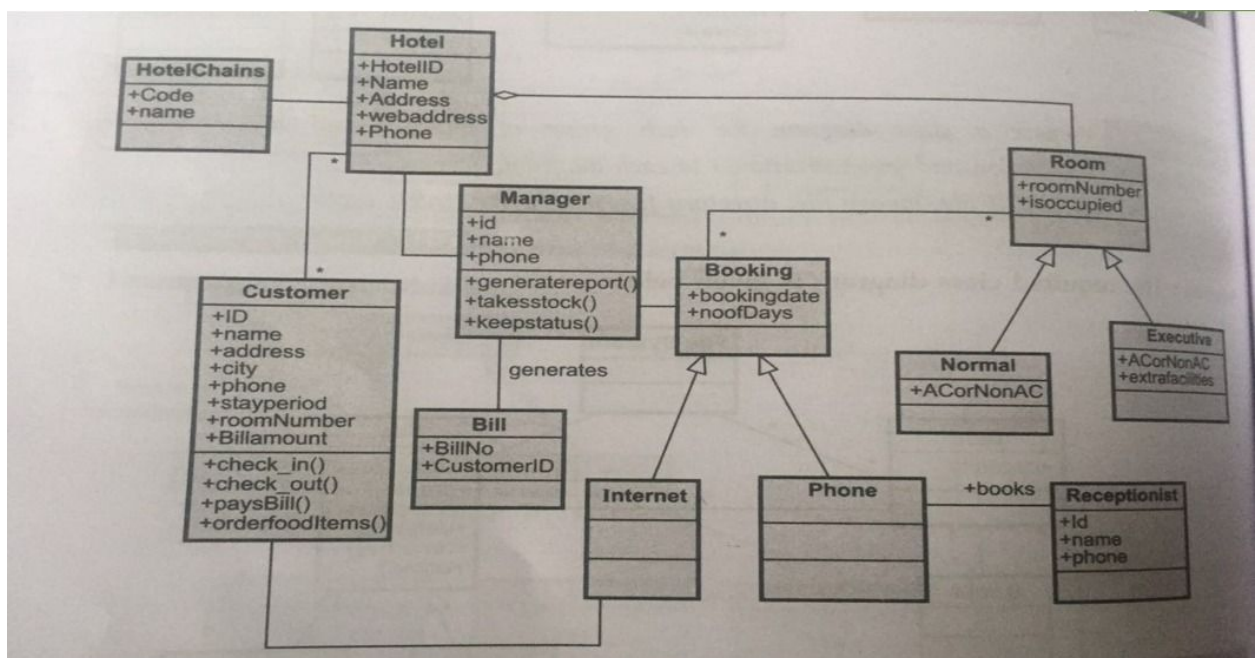 HotelChains
+Code
+name
Hotel
+HotelID
+Name
+Address
+webaddress
+Phone
*
*
Manager
+id
+name
+phone
+generatereport()
+takesstock()
+keepstatus()
Room
+roomNumber
+isoccupied
*
*
Booking
+bookingdate
+noofDays
Customer
+ID
+name
+address
+city
+phone
+stayperiod
+roomNumber
+Billamount
+check_in()
+check_out()
+paysBill()
+orderfoodItems()
generates
Bill
+BillNo
+CustomerID
Normal
+ACorNonAC
Executive
+ACorNonAC
+extrafacilities
Internet
Phone
+books
Receptionist
+Id
+name
+phone